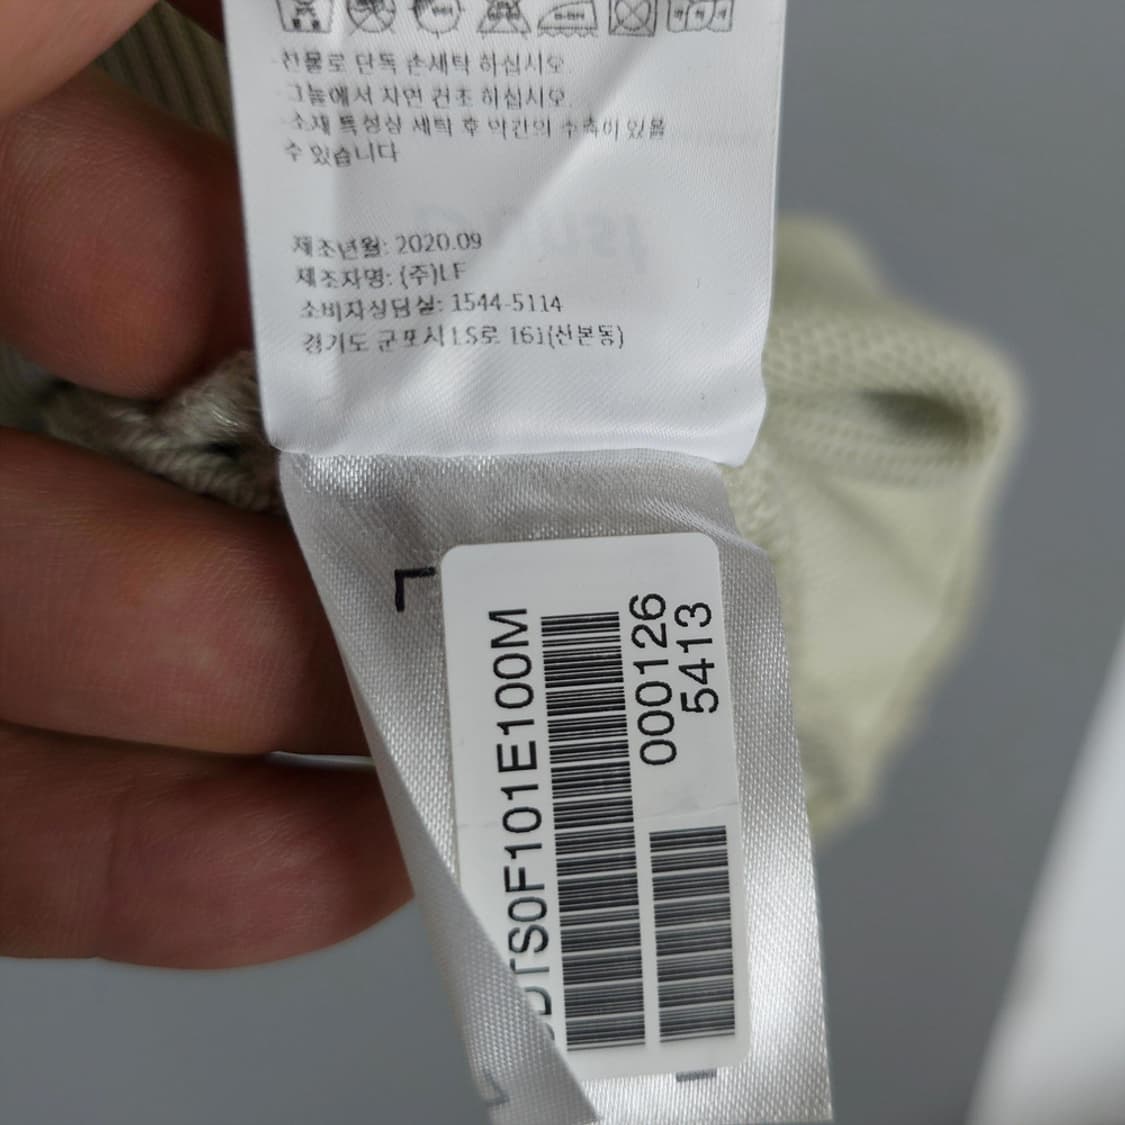 찬물로 단독 손세탁 하십시오
그늘에서 자연 건조 하십시오.
소재 특성상 세탁 후 약간의 수축이 있을
수 있습니다
제조년월: 2020.09
제조자명: (주)LF
소비자상담실: 1544-5114
경기도 군포시 LS로 161(산본동)
DTS0F101E100M
000126
5413